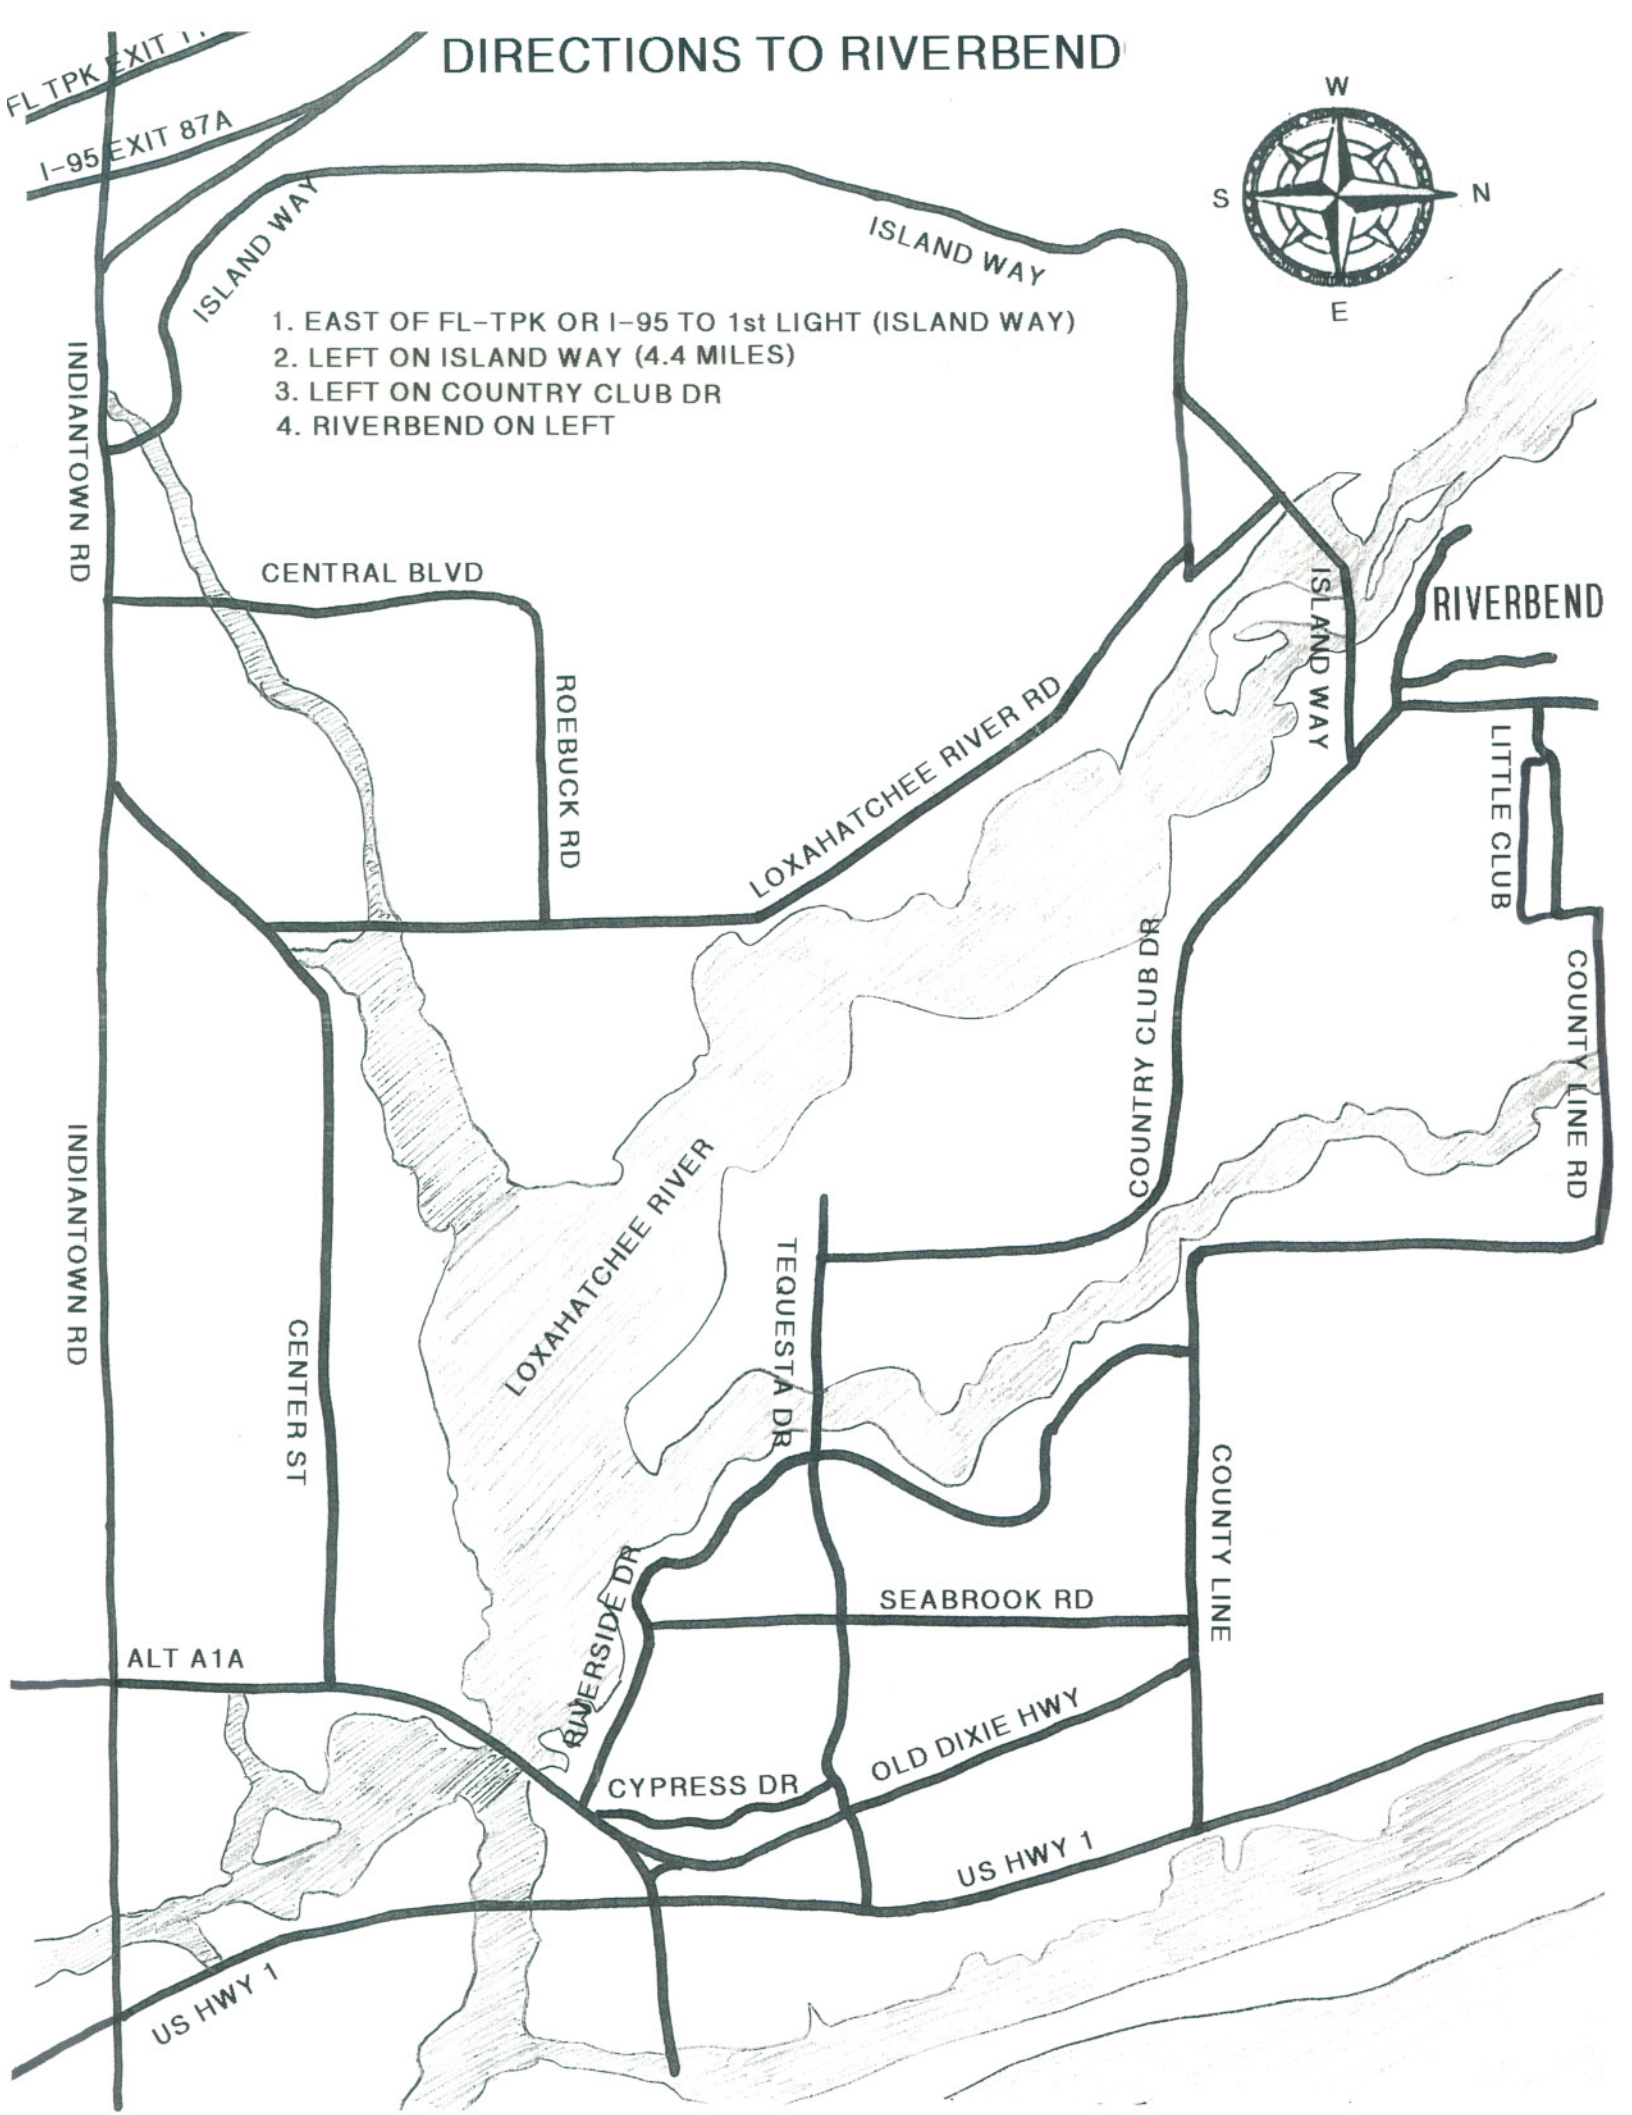 DIRECTIONS TO RIVERBEND
FL TPK EXIT
I-95 EXIT 87A
W
S
N
E
ISLAND WAY
ISLAND WAY
1. EAST OF FL-TPK OR I-95 TO 1st LIGHT (ISLAND WAY)
2. LEFT ON ISLAND WAY (4.4 MILES)
3. LEFT ON COUNTRY CLUB DR
4. RIVERBEND ON LEFT
INDIANTOWN RD
CENTRAL BLVD
ISLAND WAY
RIVERBEND
ROEBUCK RD
LOXAHATCHEE RIVER RD
LITTLE CLUB
COUNTRY CLUB DR
COUNTY LINE RD
INDIANTOWN RD
LOXAHATCHEE RIVER
TEQUESTA DR
CENTER ST
COUNTY LINE
RIVERSIDE DR
SEABROOK RD
ALT A1A
OLD DIXIE HWY
CYPRESS DR
US HWY 1
US HWY 1